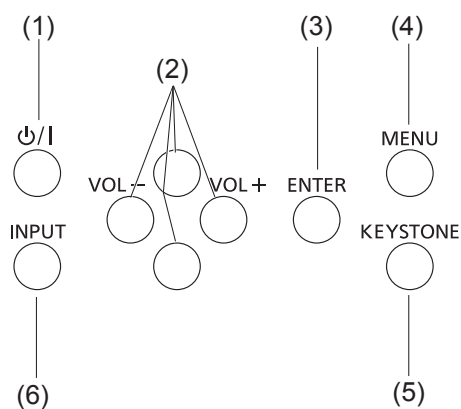 (1)
(2)
(3)
(4)
⏻/I
MENU
VOL - VOL + ENTER
INPUT
KEYSTONE
(6)
(5)